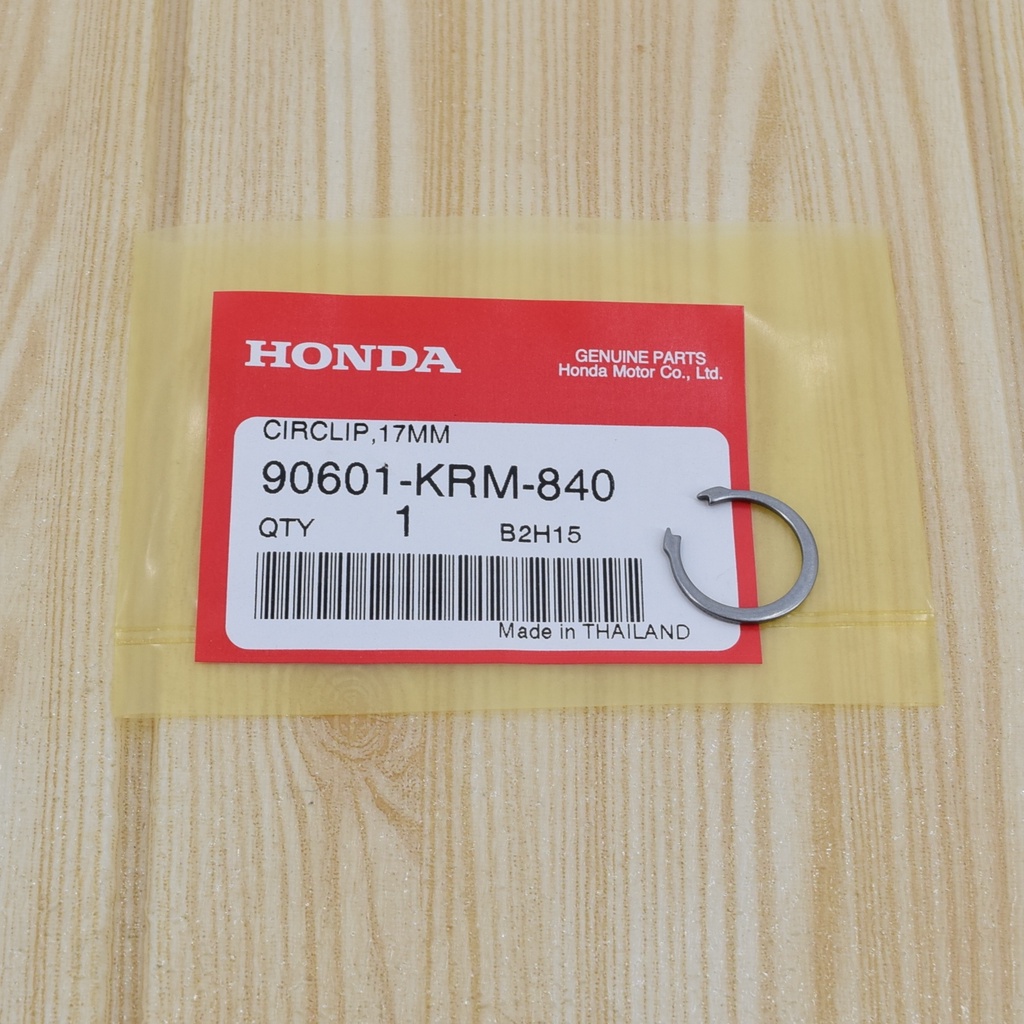 HONDA
GENUINE PARTS
Honda Motor Co., Ltd.
CIRCLIP,17MM
90601-KRM-840
QTY 1 B2H15
Made in THAILAND